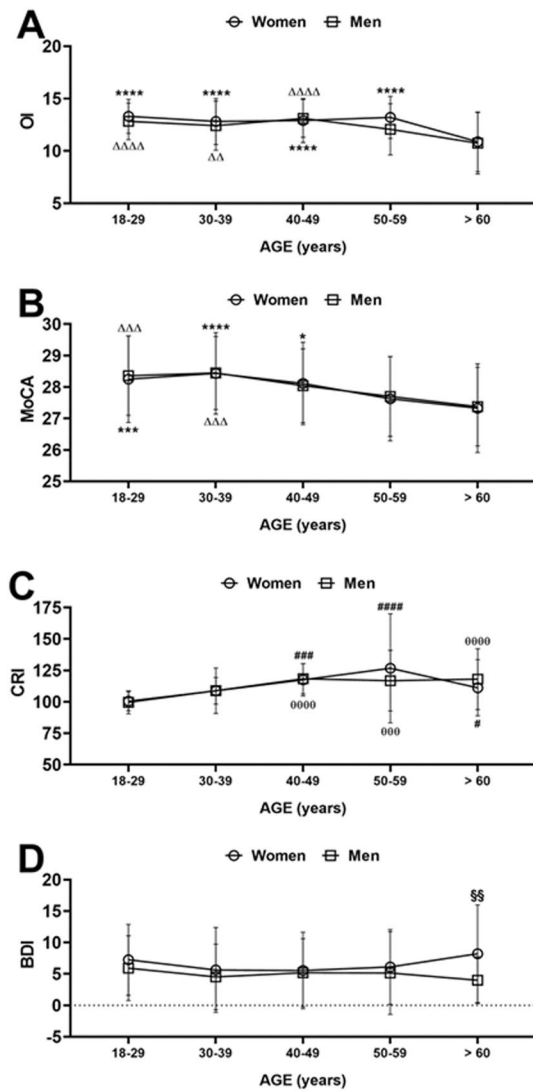 A
Women Men
20
**** **** ΔΔΔΔ ****
15
OI
10
ΔΔΔΔ ΔΔ ****
5
18-29 30-39 40-49 50-59 > 60
AGE (years)
B
Women Men
30
ΔΔΔ **** *
29
28
MoCA
27
*** ΔΔΔ
26
25
18-29 30-39 40-49 50-59 > 60
AGE (years)
C
Women Men
175
####
150
### θθθθ
125
CRI
100
θθθθ θθθ #
75
50
18-29 30-39 40-49 50-59 > 60
AGE (years)
D
Women Men
20
§§
15
10
BDI
5
0
-5
18-29 30-39 40-49 50-59 > 60
AGE (years)